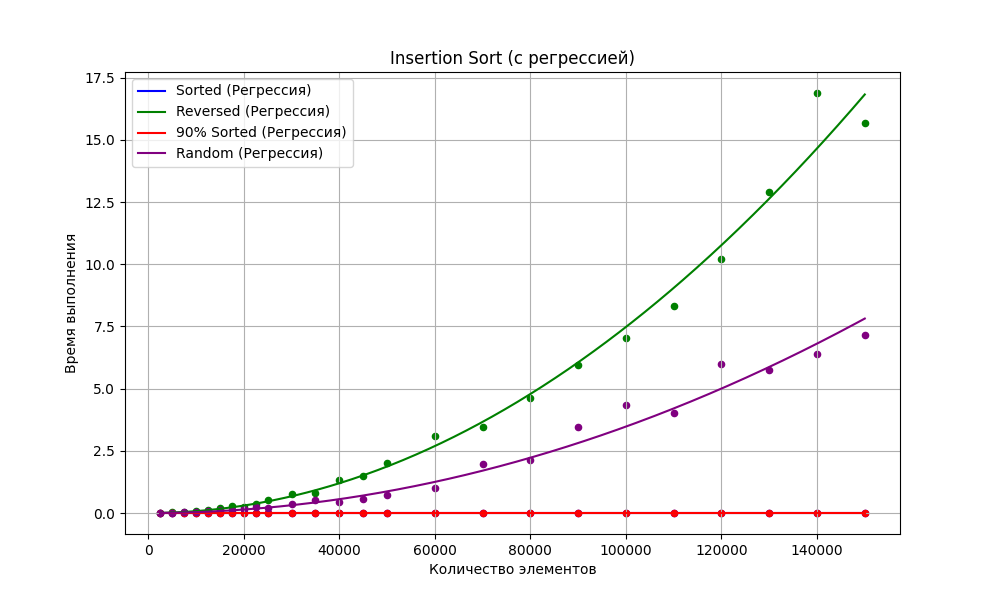 Insertion Sort (с регрессией)
Sorted (Регрессия)
Reversed (Регрессия)
90% Sorted (Регрессия)
Random (Регрессия)
Время выполнения
17.5
15.0
12.5
10.0
7.5
5.0
2.5
0.0
0 20000 40000 60000 80000 100000 120000 140000
Количество элементов